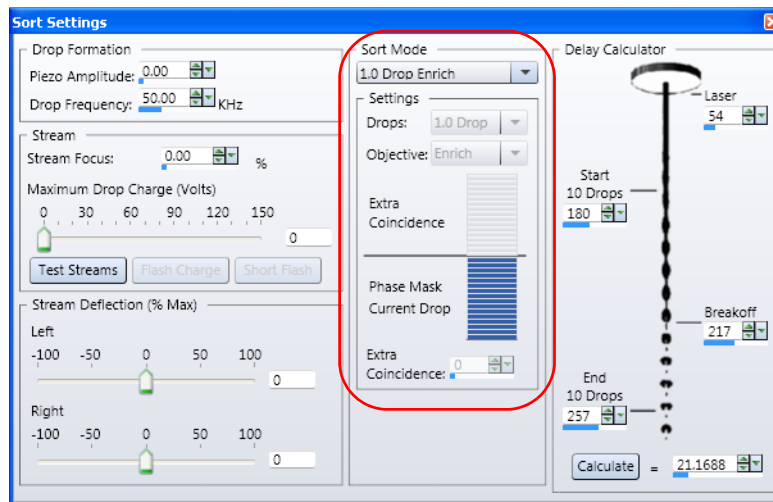 Sort Settings
Drop Formation
Piezo Amplitude: 0.00
Drop Frequency: 50.00 KHz
Stream
Stream Focus: 0.00 %
Maximum Drop Charge (Volts)
0 30 60 90 120 150
0
Test Streams Flash Charge Short Flash
Stream Deflection (% Max)
Left
-100 -50 0 50 100
0
Right
-100 -50 0 50 100
0
Sort Mode
1.0 Drop Enrich
Settings
Drops: 1.0 Drop
Objective: Enrich
Extra
Coincidence
Phase Mask
Current Drop
Extra
Coincidence: 0
Delay Calculator
Laser
54
Start
10 Drops
180
Breakoff
217
End
10 Drops
257
Calculate = 21.1688